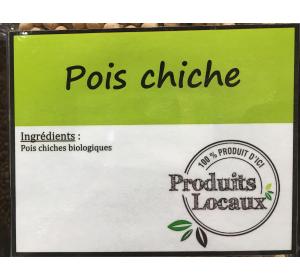 Pois chiche
Ingrédients :
Pois chiches biologiques
100 % PRODUIT D'ICI
Produits
Locaux